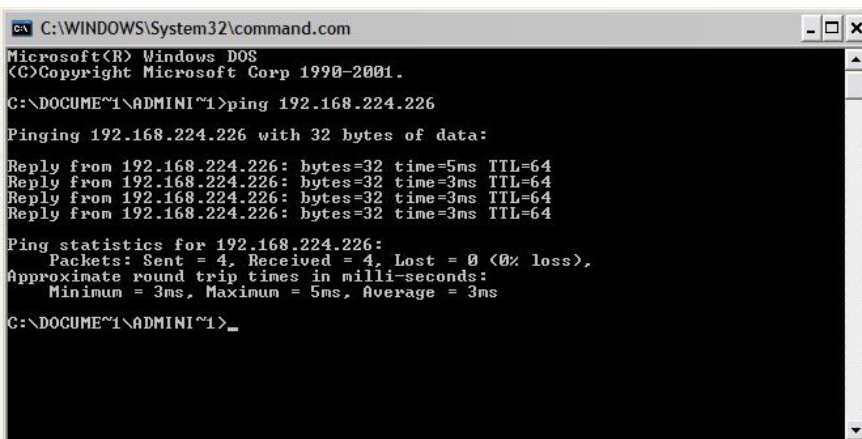 C:\WINDOWS\System32\command.com
Microsoft(R) Windows DOS
(C)Copyright Microsoft Corp 1990-2001.
C:\DOCUME~1\ADMINI~1>ping 192.168.224.226
Pinging 192.168.224.226 with 32 bytes of data:
Reply from 192.168.224.226: bytes=32 time=5ms TTL=64
Reply from 192.168.224.226: bytes=32 time=3ms TTL=64
Reply from 192.168.224.226: bytes=32 time=3ms TTL=64
Reply from 192.168.224.226: bytes=32 time=3ms TTL=64
Ping statistics for 192.168.224.226:
Packets: Sent = 4, Received = 4, Lost = 0 (0% loss),
Approximate round trip times in milli-seconds:
Minimum = 3ms, Maximum = 5ms, Average = 3ms
C:\DOCUME~1\ADMINI~1>_